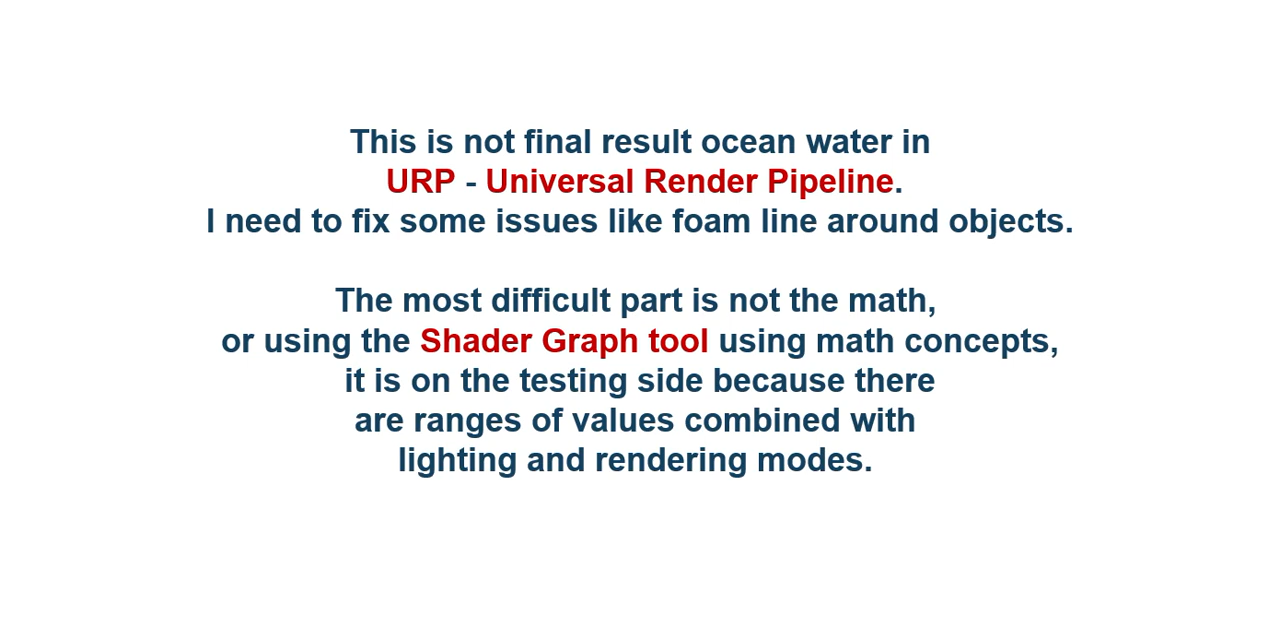 This is not final result ocean water in
URP - Universal Render Pipeline.
I need to fix some issues like foam line around objects.
The most difficult part is not the math,
or using the Shader Graph tool using math concepts,
it is on the testing side because there
are ranges of values combined with
lighting and rendering modes.